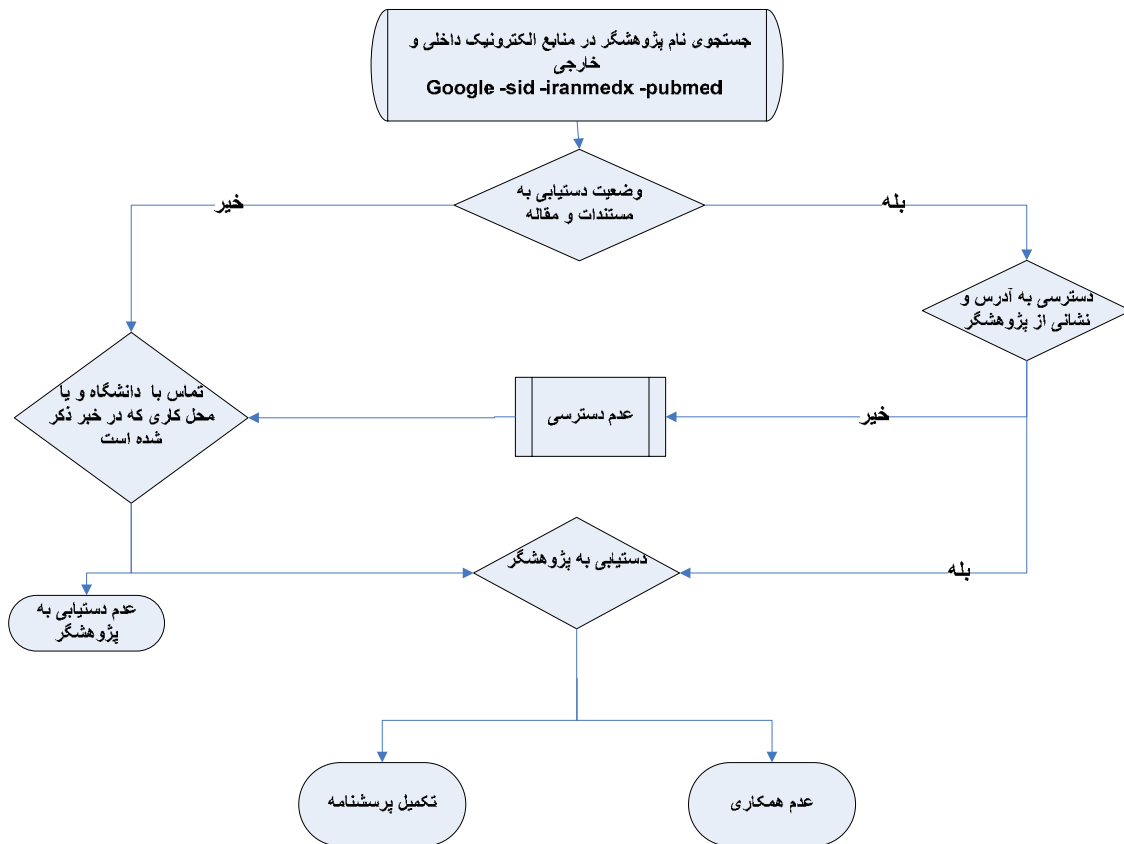 جستجوی نام پژوهشگر در منابع الکترونیک داخلی و
خارجی
Google -sid -iranmedx -pubmed
وضعیت دستیابی به
مستندات و مقاله
خیر
بله
دسترسی به آدرس و
نشانی از پژوهشگر
تماس با دانشگاه و یا
محل کاری که در خبر ذکر
شده است
عدم دسترسی
خیر
دستیابی به پژوهشگر
بله
عدم دستیابی به
پژوهشگر
تکمیل پرسشنامه
عدم همکاری